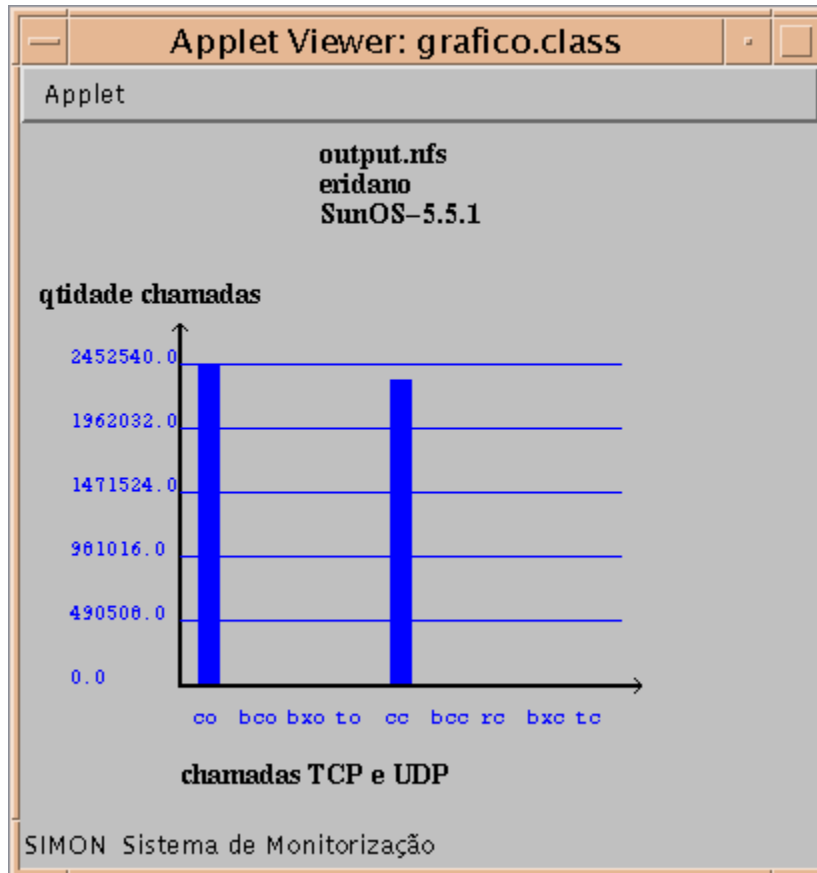 Applet Viewer: grafico.class
Applet
output.nfs
eridano
SunOS-5.5.1
qtidade chamadas
2452540.0
1962032.0
1471524.0
981016.0
490508.0
0.0
co bco bxo to cc bcc rc bxc tc
chamadas TCP e UDP
SIMON Sistema de Monitorização